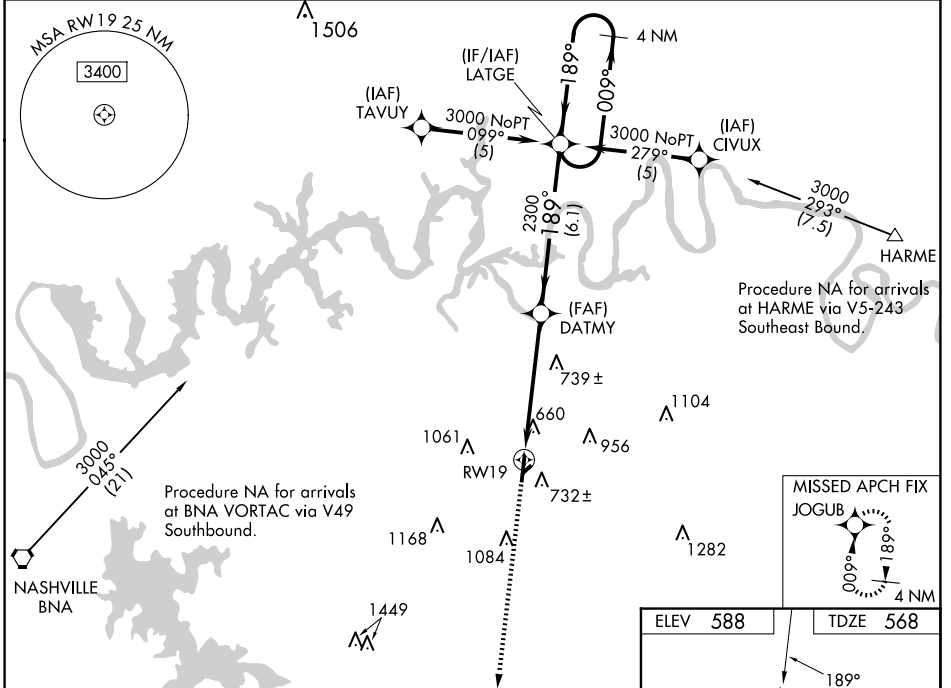 MSA RW 19 25 NM
3400
1506
4 NM
189°
009°
(IF/IAF)
LATGE
(IAF)
TAVUY
3000 NoPT
099°
(5)
3000 NoPT
279°
(5)
(IAF)
CIVUX
3000
293°
(7.5)
HARME
Procedure NA for arrivals
at HARME via V5-243
Southeast Bound.
2300
189°
(6.1)
(FAF)
DATMY
739 ±
660
1104
1061
956
RW19
732 ±
3000
045°
(21)
Procedure NA for arrivals
at BNA VORTAC via V49
Southbound.
1168
1084
1282
NASHVILLE
BNA
1449
MISSED APCH FIX
JOGUB
009°
189°
4 NM
ELEV 588
TDZE 568
189°